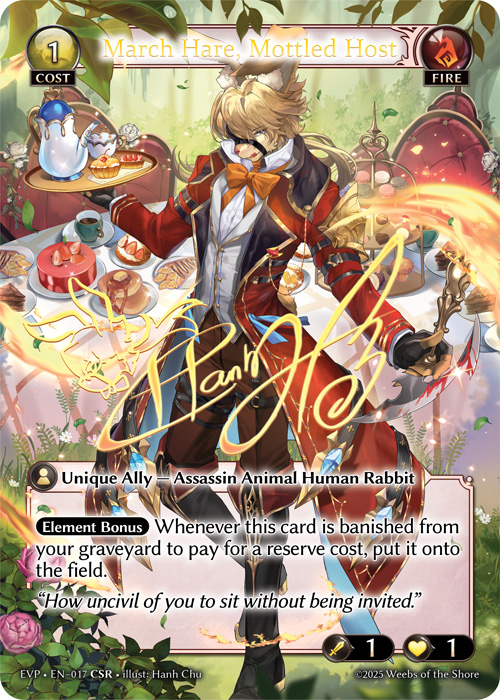 1
COST
March Hare, Mottled Host
FIRE
Unique Ally — Assassin Animal Human Rabbit
Element Bonus Whenever this card is banished from
your graveyard to pay for a reserve cost, put it onto
the field.
“How uncivil of you to sit without being invited.”
1
1
EVP • EN–017 CSR • illust: Hanh Chu
©2025 Weebs of the Shore